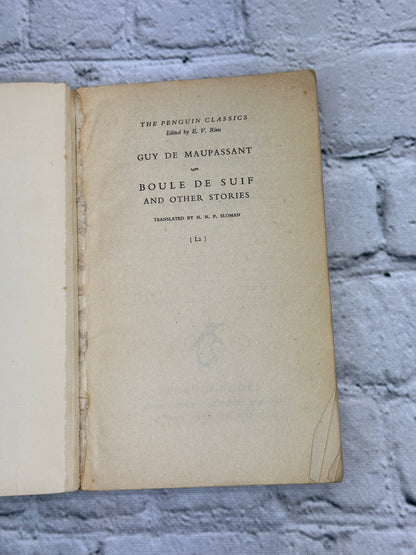 THE PENGUIN CLASSICS
Edited by E. V. Rieu
GUY DE MAUPASSANT
BOULE DE SUIF
AND OTHER STORIES
TRANSLATED BY H. N. P. SLOMAN
( L2 )